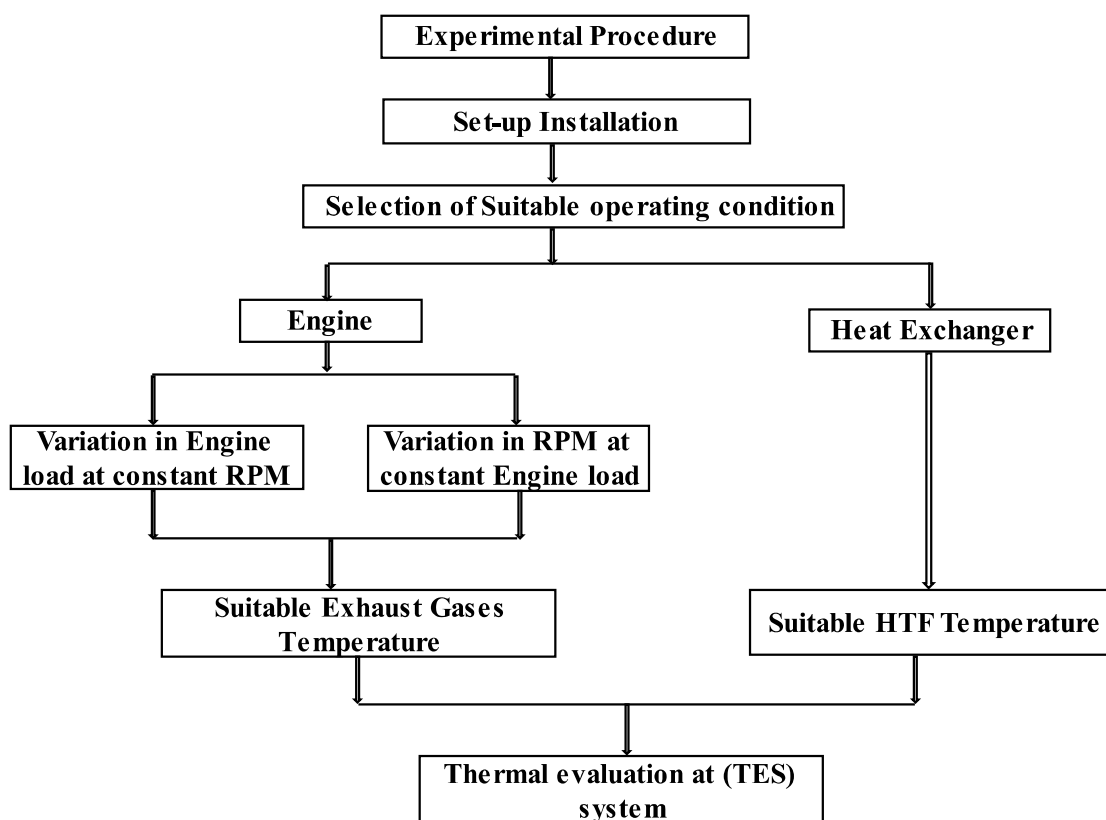 Experimental Procedure
Set-up Installation
Selection of Suitable operating condition
Engine
Heat Exchanger
Variation in Engine
load at constant RPM
Variation in RPM at
constant Engine load
Suitable Exhaust Gases
Temperature
Suitable HTF Temperature
Thermal evaluation at (TES)
system